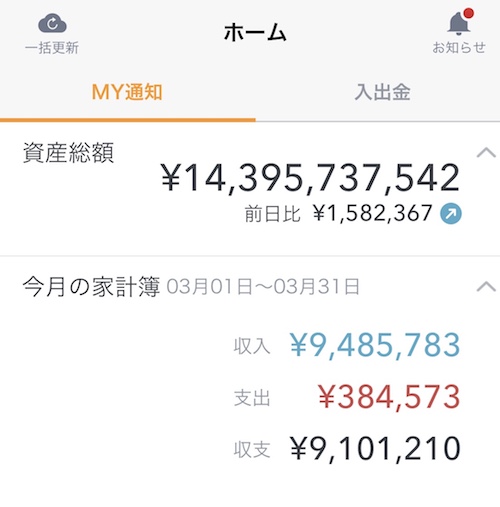 ホーム
一括更新
お知らせ
MY通知
入出金
資産総額
¥14,395,737,542
前日比 ¥1,582,367
今月の家計簿 03月01日〜03月31日
収入 ¥9,485,783
支出 ¥384,573
収支 ¥9,101,210